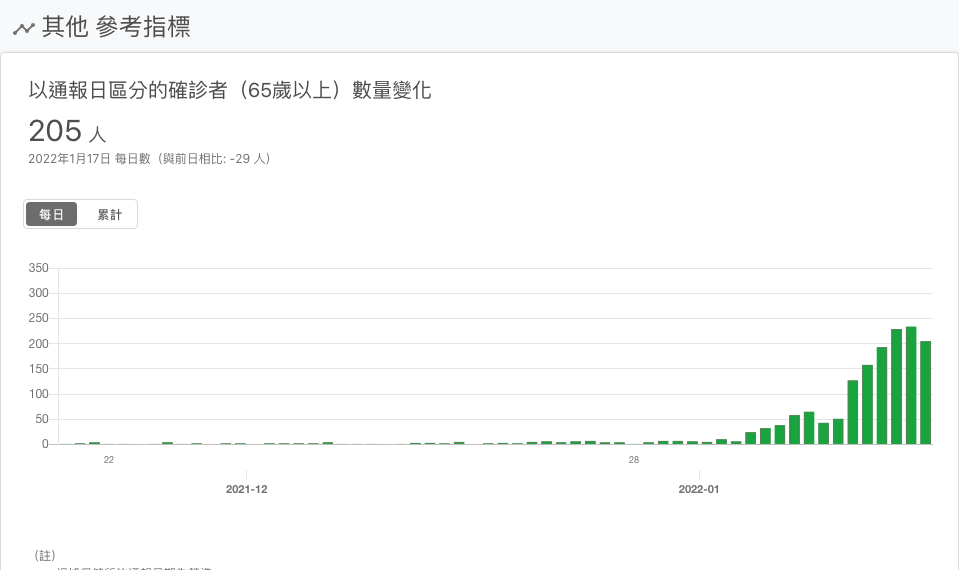 其他 參考指標
以通報日區分的確診者（65歲以上）數量變化
205 人
2022年1月17日 每日數（與前日相比: -29 人）
每日 累計
350
300
250
200
150
100
50
0
22 28
2021-12 2022-01
（註）